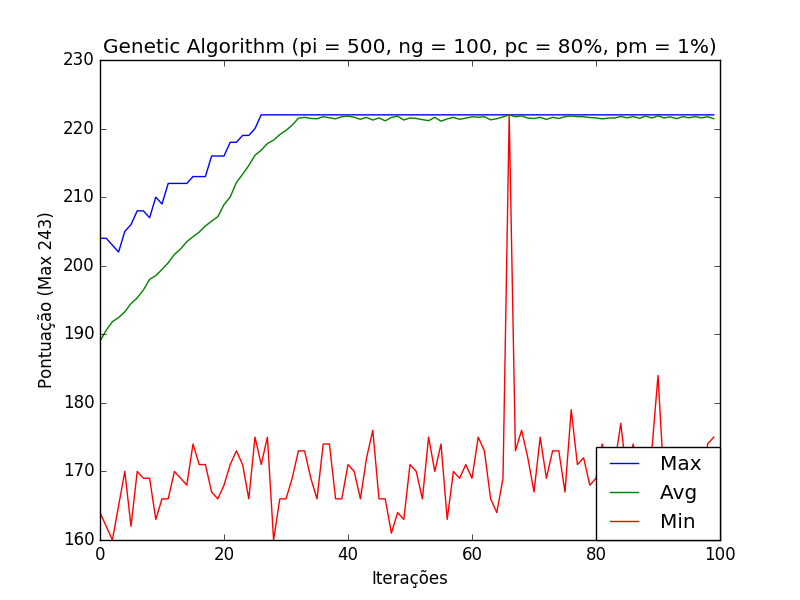 Genetic Algorithm (pi = 500, ng = 100, pc = 80%, pm = 1%)
230
220
210
200
190
180
170
160
Pontuação (Max 243)
0
20
40
60
80
100
Iterações
Max
Avg
Min